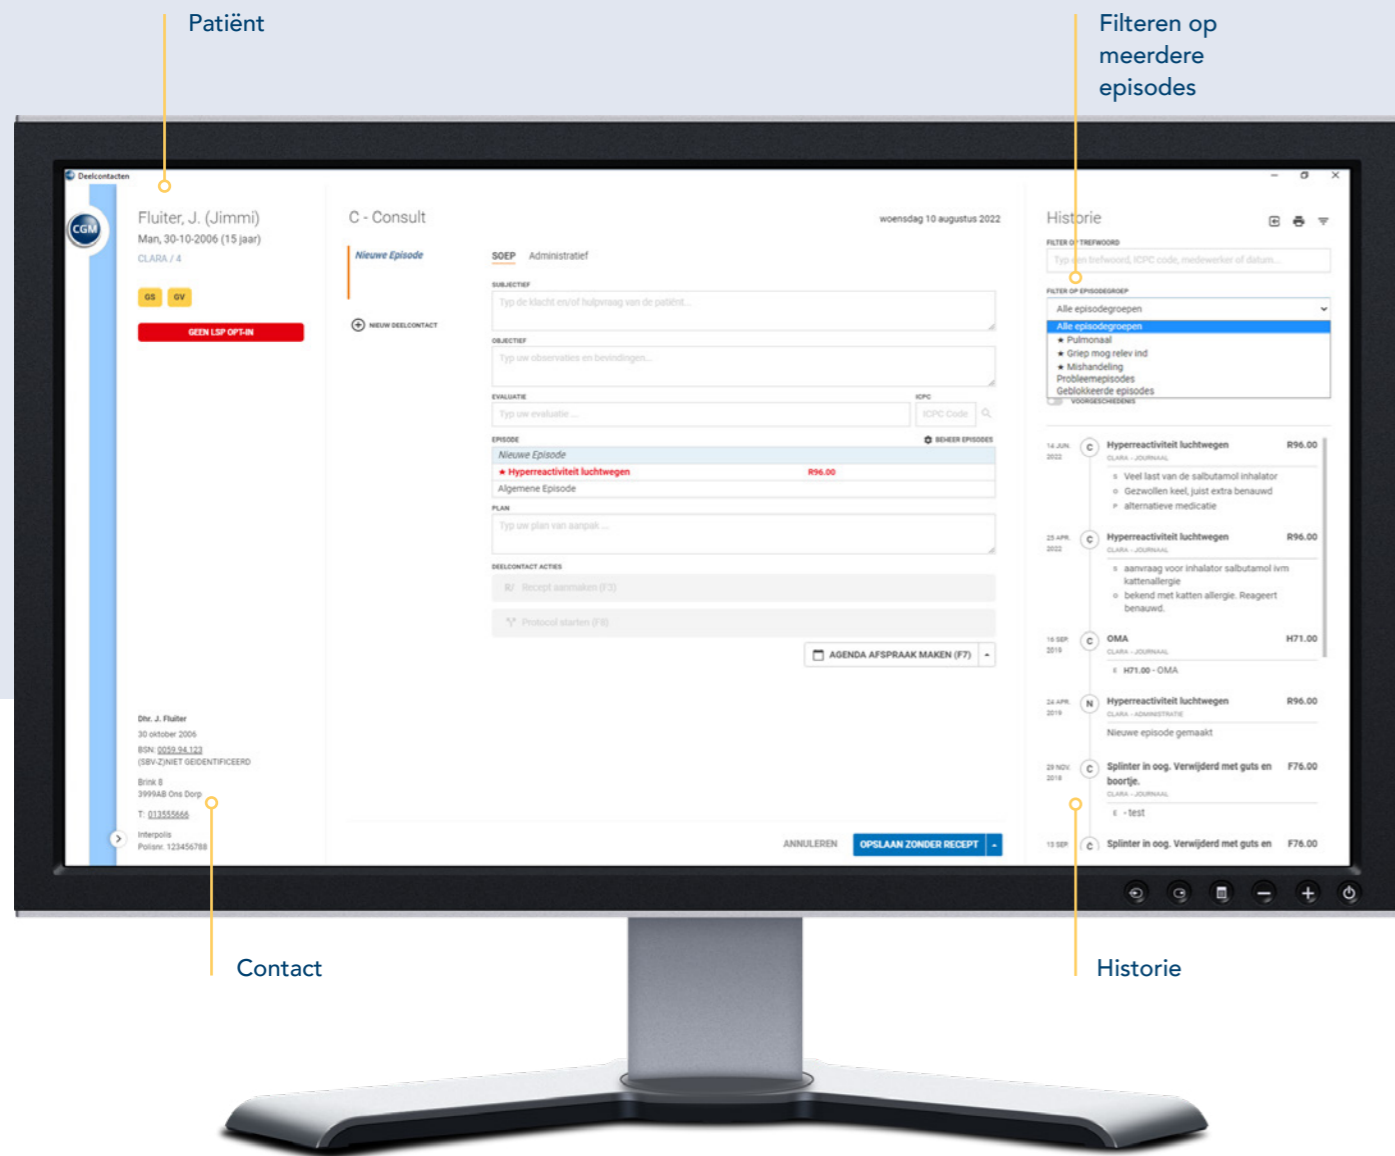 Patiënt
Filteren op
meerdere
episodes
Deelcontacten
CGM
Fluiter, J. (Jimmi)
Man, 30-10-2006 (15 jaar)
CLARA / 4
GS GV
GEEN LSP OPT-IN
Dhr. J. Fluiter
30 oktober 2006
BSN: 0059.94.123
(SBV-Z)NIET GEIDENTIFICEERD
Brink 8
3999AB Ons Dorp
T: 013555666
Interpolis
Polisnr. 123456788
C - Consult
woensdag 10 augustus 2022
Nieuwe Episode
NIEUW DEELCONTACT
SOEP Administratief
SUBJECTIEF
Typ de klacht en/of hulpvraag van de patiënt...
OBJECTIEF
Typ uw observaties en bevindingen...
EVALUATIE ICPC
Typ uw evaluatie ... ICPC Code
EPISODE BEHEER EPISODES
Nieuwe Episode
★ Hyperreactiviteit luchtwegen R96.00
Algemene Episode
PLAN
Typ uw plan van aanpak ...
DEELCONTACT ACTIES
R/ Recept aanmaken (F3)
Protocol starten (F8)
AGENDA AFSPRAAK MAKEN (F7)
ANNULEREN OPSLAAN ZONDER RECEPT
Historie
FILTER OP TREFWOORD
Typ een trefwoord, ICPC code, medewerker of datum...
FILTER OP EPISODEGROEP
Alle episodegroepen
Alle episodegroepen
★ Pulmonaal
★ Griep mog relev ind
★ Mishandeling
Probleemepisodes
Geblokkeerde episodes
VOORGESCHIEDENIS
14 JUN. 2022 C Hyperreactiviteit luchtwegen R96.00
CLARA - JOURNAAL
S Veel last van de salbutamol inhalator
O Gezwollen keel, juist extra benauwd
P alternatieve medicatie
25 APR. 2022 C Hyperreactiviteit luchtwegen R96.00
CLARA - JOURNAAL
S aanvraag voor inhalator salbutamol ivm
kattenallergie
O bekend met katten allergie. Reageert
benauwd.
16 SEP. 2019 C OMA H71.00
CLARA - JOURNAAL
E H71.00 - OMA
24 APR. 2019 N Hyperreactiviteit luchtwegen R96.00
CLARA - ADMINISTRATIE
Nieuwe episode gemaakt
29 NOV. 2018 C Splinter in oog. Verwijderd met guts en F76.00
boortje.
CLARA - JOURNAAL
E - test
13 SEP. C Splinter in oog. Verwijderd met guts en F76.00
Contact
Historie